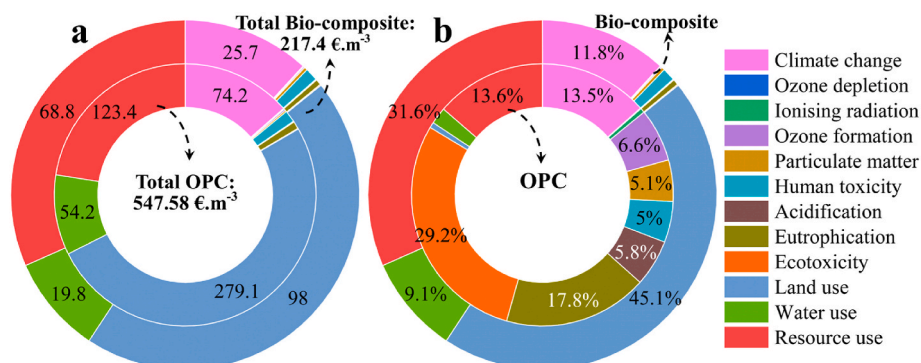 a
Total Bio-composite:
217.4 €.m⁻³
25.7
74.2
68.8
123.4
Total OPC:
547.58 €.m⁻³
54.2
19.8
279.1
98
b
Bio-composite
11.8%
13.5%
31.6%
13.6%
6.6%
5.1%
OPC
5%
29.2%
5.8%
17.8%
9.1%
45.1%
Climate change
Ozone depletion
Ionising radiation
Ozone formation
Particulate matter
Human toxicity
Acidification
Eutrophication
Ecotoxicity
Land use
Water use
Resource use